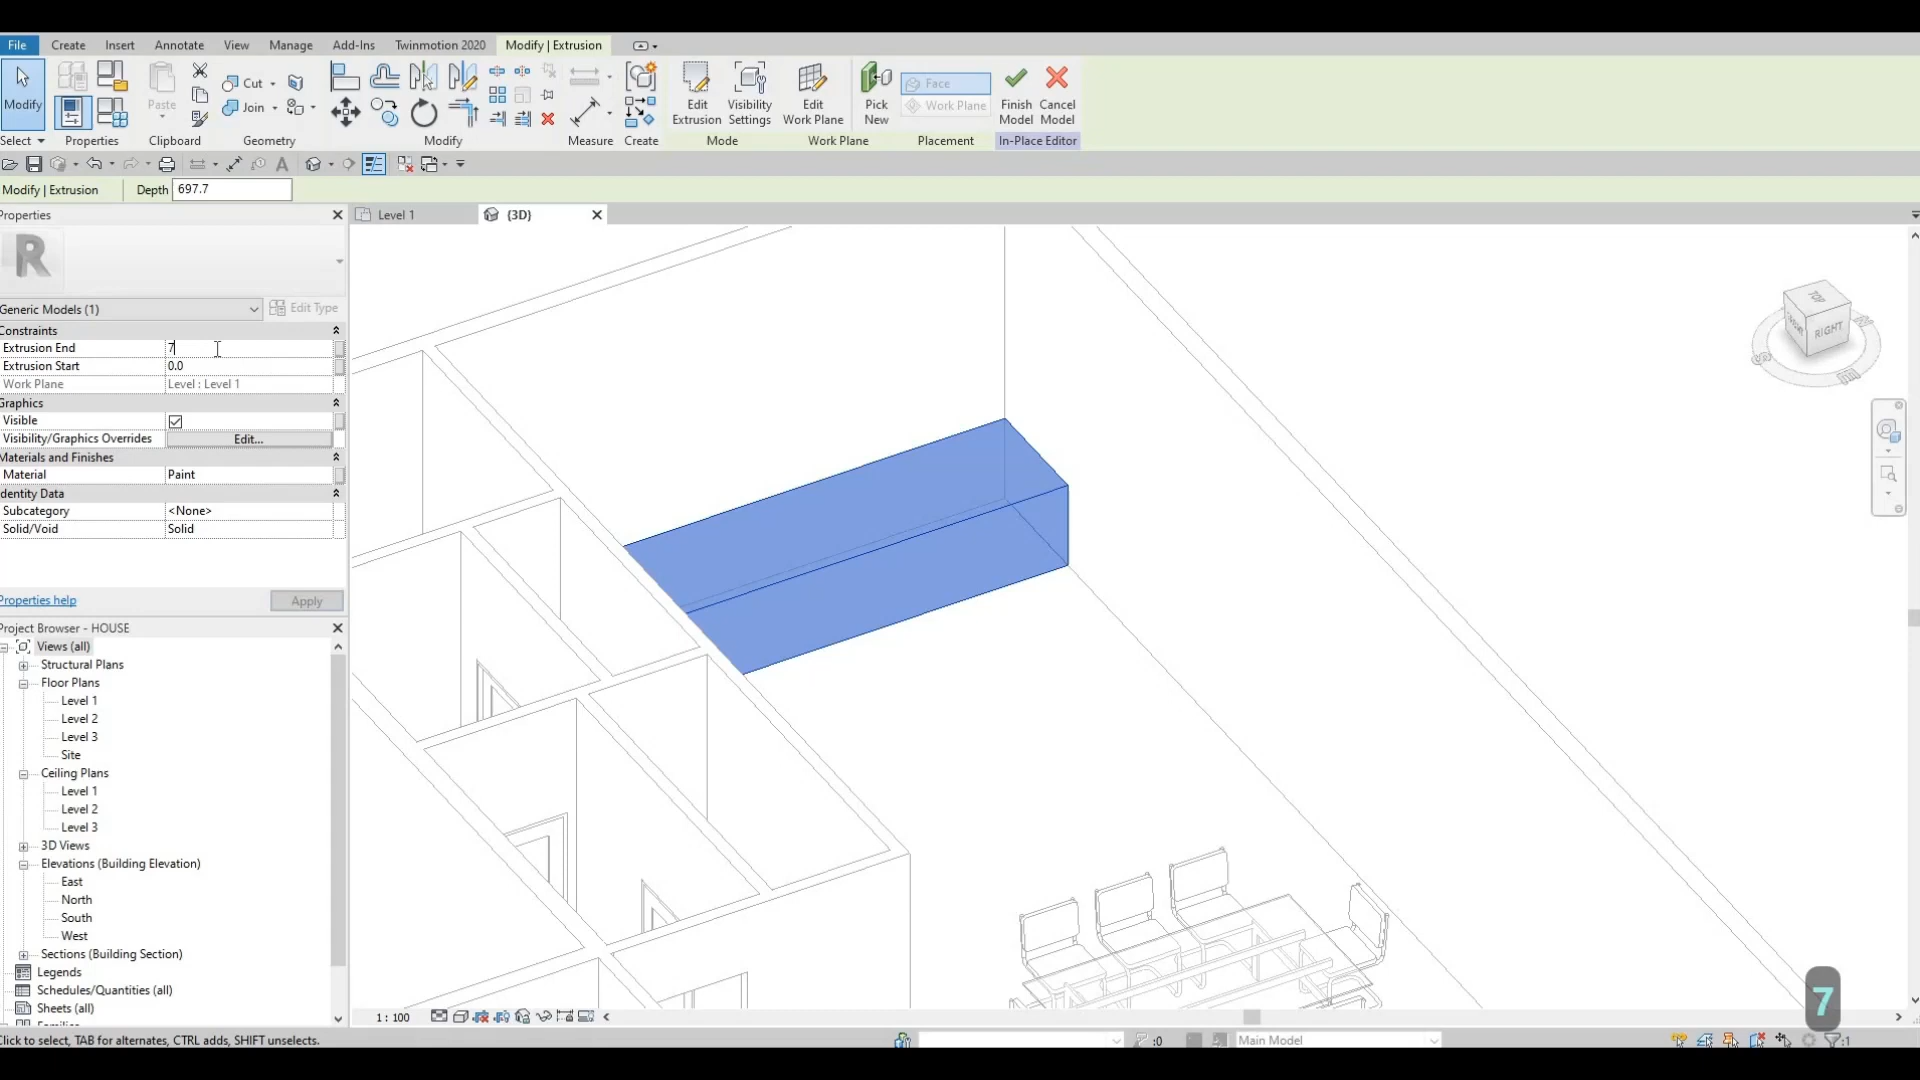 File Create Insert Annotate View Manage Add-Ins Twinmotion 2020 Modify | Extrusion
Modify Paste Cut Join Edit Extrusion Visibility Settings Edit Work Plane Pick New Face Work Plane Finish Model Cancel Model
Select Properties Clipboard Geometry Modify Measure Create Mode Work Plane Placement In-Place Editor
Modify | Extrusion Depth 697.7
Properties Level 1 {3D}
Generic Models (1) Edit Type
Constraints
Extrusion End 7
Extrusion Start 0.0
Work Plane Level : Level 1
Graphics
Visible
Visibility/Graphics Overrides Edit...
Materials and Finishes
Material Paint
Identity Data
Subcategory <None>
Solid/Void Solid
Properties help Apply
Project Browser - HOUSE
Views (all)
Structural Plans
Floor Plans
Level 1
Level 2
Level 3
Site
Ceiling Plans
Level 1
Level 2
Level 3
3D Views
Elevations (Building Elevation)
East
North
South
West
Sections (Building Section)
Legends
Schedules/Quantities (all)
Sheets (all)
TOP
RIGHT
1 : 100
7
Click to select, TAB for alternates, CTRL adds, SHIFT unselects. :0 Main Model :1